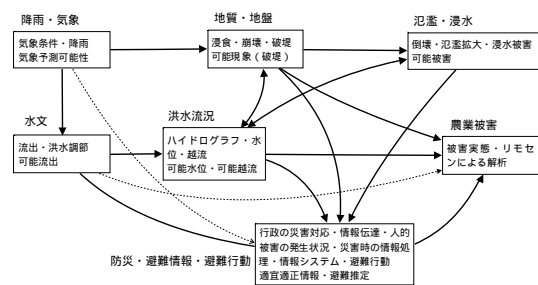 降雨・気象
気象条件・降雨
気象予測可能性
地質・地盤
浸食・崩壊・破堤
可能現象（破堤）
氾濫・浸水
倒壊・氾濫拡大・浸水被害
可能被害
水文
流出・洪水調節
可能流出
洪水流況
ハイドログラフ・水
位・越流
可能水位・可能越流
農業被害
被害実態・リモセ
ンによる解析
防災・避難情報・避難行動
行政の災害対応・情報伝達・人的
被害の発生状況・災害時の情報処
理・情報システム・避難行動
適宜適正情報・避難推定